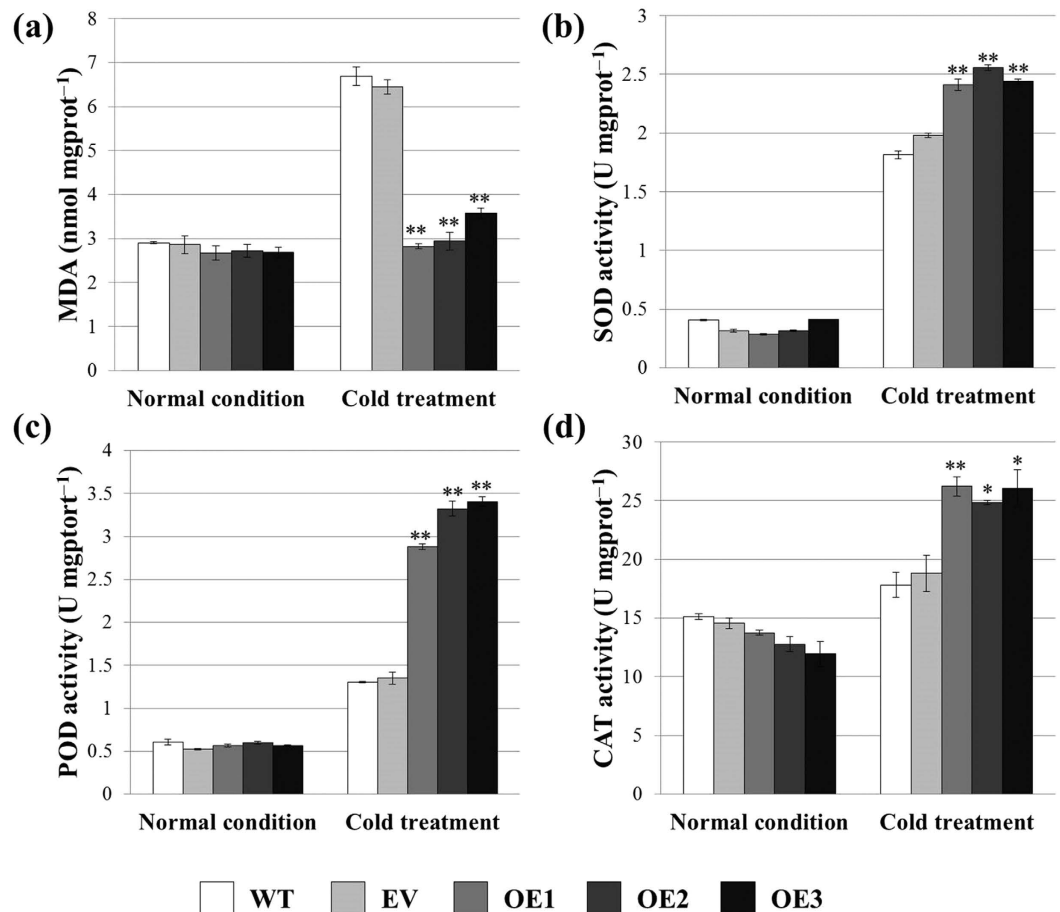 (a)
MDA (nmol mgprot⁻¹)
8
7
6
5
4
3
2
1
0
** ** **
Normal condition Cold treatment
(b)
SOD activity (U mgprot⁻¹)
3
2.5
2
1.5
1
0.5
0
** ** **
Normal condition Cold treatment
(c)
POD activity (U mgptort⁻¹)
4
3.5
3
2.5
2
1.5
1
0.5
0
** ** **
Normal condition Cold treatment
(d)
CAT activity (U mgprot⁻¹)
30
25
20
15
10
5
0
** * *
Normal condition Cold treatment
WT EV OE1 OE2 OE3